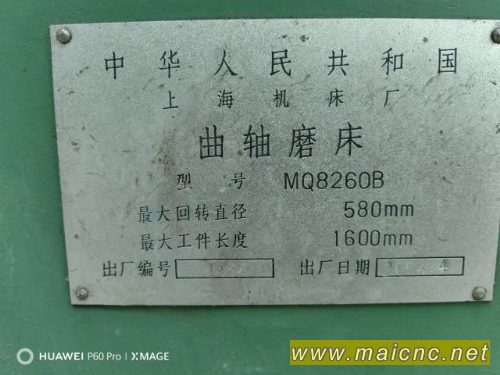 中华人民共和国
上海机床厂
曲轴磨床
型号 MQ8260B
最大回转直径 580mm
最大工件长度 1600mm
出厂编号 出厂日期
HUAWEI P60 Pro | XMAGE
www.maicnc.net